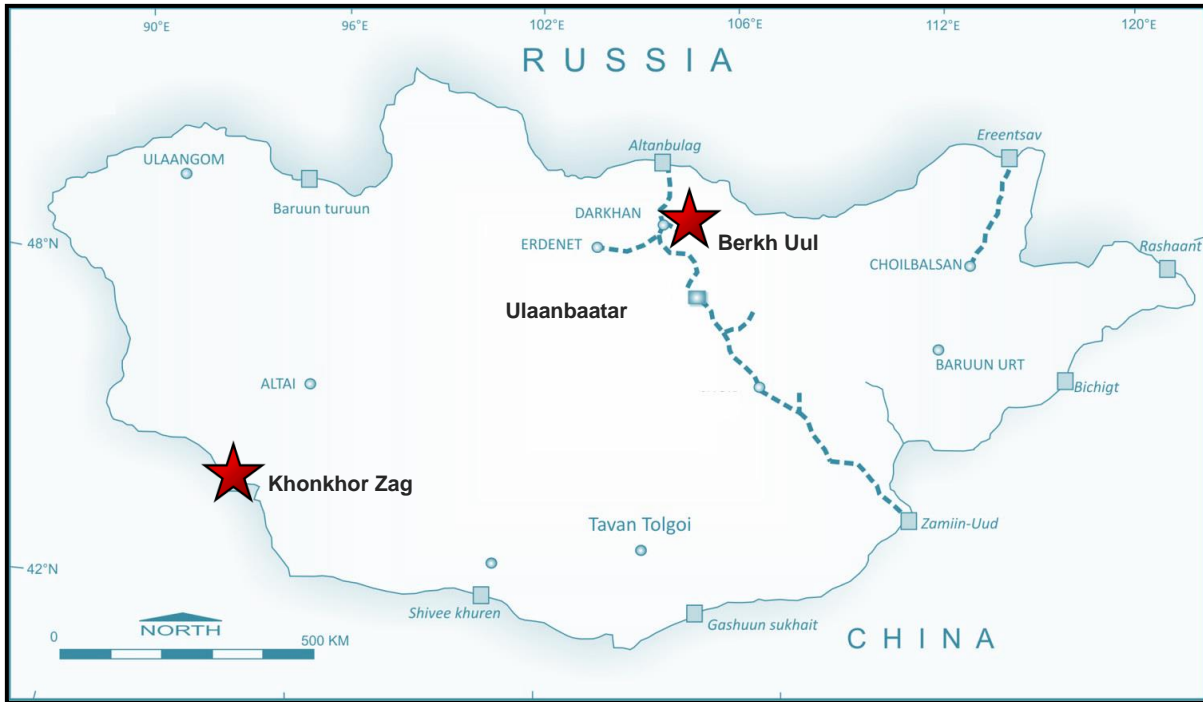 90°E
96°E
102°E
106°E
112°E
120°E
RUSSIA
Altanbulag
Ereentsav
ULAANGOM
Baruun turuun
DARKHAN
48°N
ERDENET
Berkh Uul
CHOILBALSAN
Rashaant
Ulaanbaatar
ALTAI
BARUUN URT
Bichigt
Khonkhor Zag
Tavan Tolgoi
Zamiin-Uud
42°N
Shivee khuren
Gashuun sukhait
NORTH
0
500 KM
CHINA